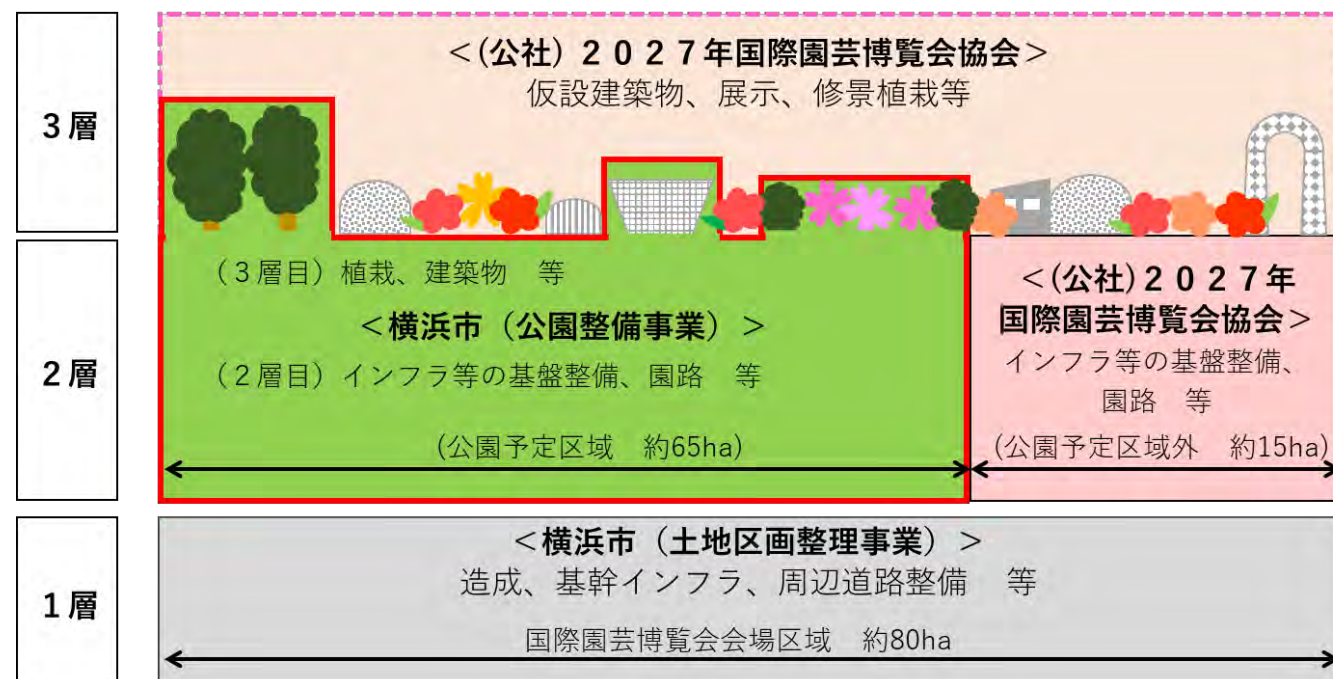 3層
＜(公社)２０２７年国際園芸博覧会協会＞
仮設建築物、展示、修景植栽等
2層
（３層目）植栽、建築物　等
＜横浜市（公園整備事業）＞
（２層目）インフラ等の基盤整備、園路　等
(公園予定区域　約65ha)
＜(公社)２０２７年
国際園芸博覧会協会＞
インフラ等の基盤整備、
園路　等
(公園予定区域外　約15ha)
1層
＜横浜市（土地区画整理事業）＞
造成、基幹インフラ、周辺道路整備　等
国際園芸博覧会会場区域　約80ha